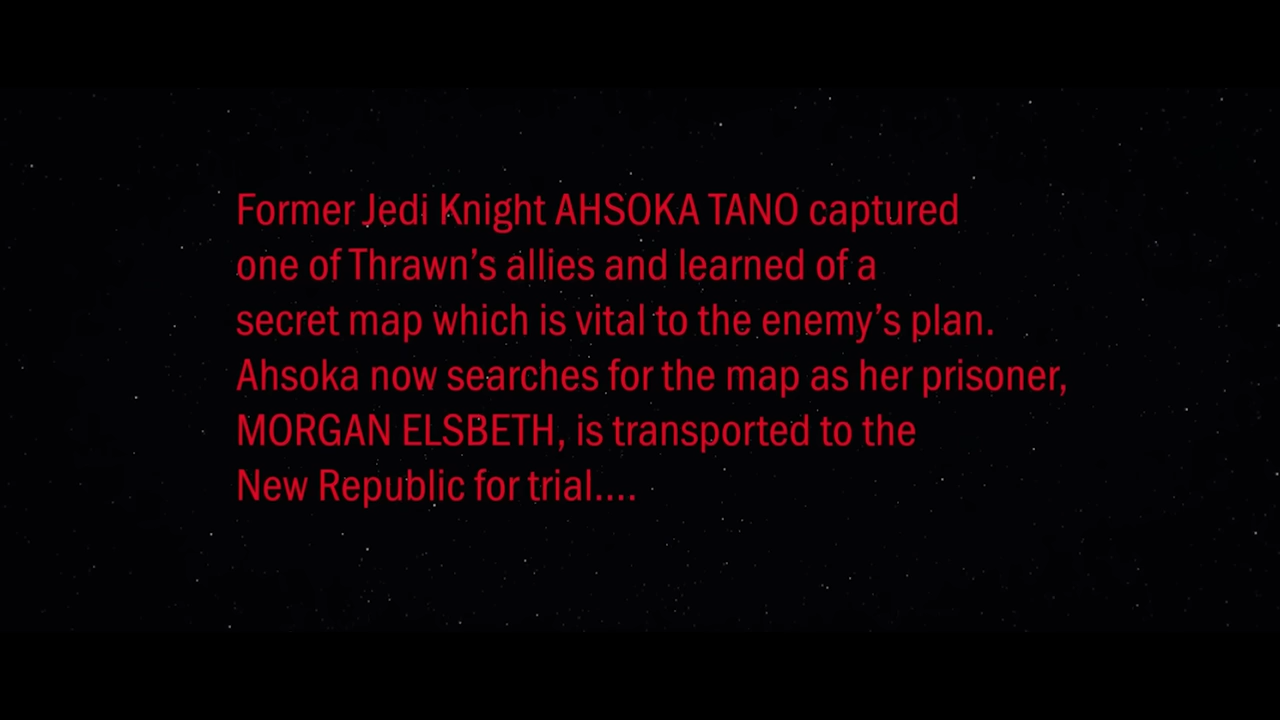 Former Jedi Knight AHSOKA TANO captured
one of Thrawn’s allies and learned of a
secret map which is vital to the enemy’s plan.
Ahsoka now searches for the map as her prisoner,
MORGAN ELSBETH, is transported to the
New Republic for trial....